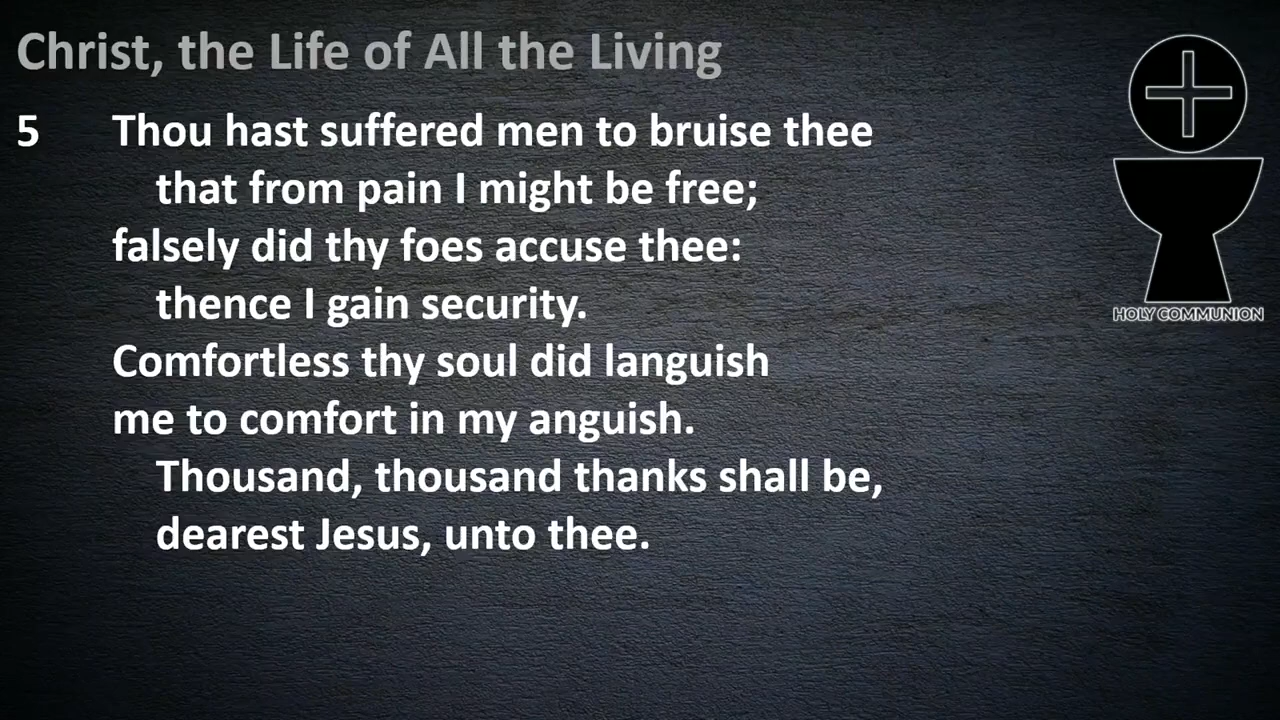 Christ, the Life of All the Living
5 Thou hast suffered men to bruise thee
that from pain I might be free;
falsely did thy foes accuse thee:
thence I gain security.
Comfortless thy soul did languish
me to comfort in my anguish.
Thousand, thousand thanks shall be,
dearest Jesus, unto thee.
HOLY COMMUNION